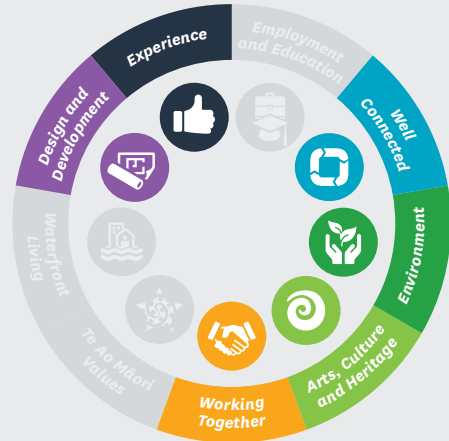 Experience
Employment
and Education
Well
Connected
Environment
Arts, Culture
and Heritage
Working
Together
Te Ao Māori
Values
Waterfront
Living
Design and
Development